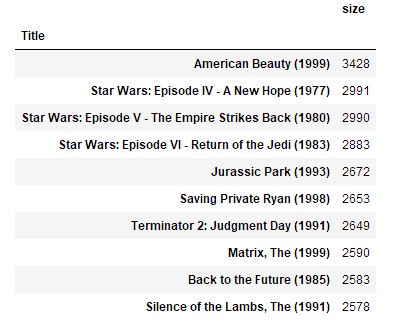 size
Title
American Beauty (1999) 3428
Star Wars: Episode IV - A New Hope (1977) 2991
Star Wars: Episode V - The Empire Strikes Back (1980) 2990
Star Wars: Episode VI - Return of the Jedi (1983) 2883
Jurassic Park (1993) 2672
Saving Private Ryan (1998) 2653
Terminator 2: Judgment Day (1991) 2649
Matrix, The (1999) 2590
Back to the Future (1985) 2583
Silence of the Lambs, The (1991) 2578